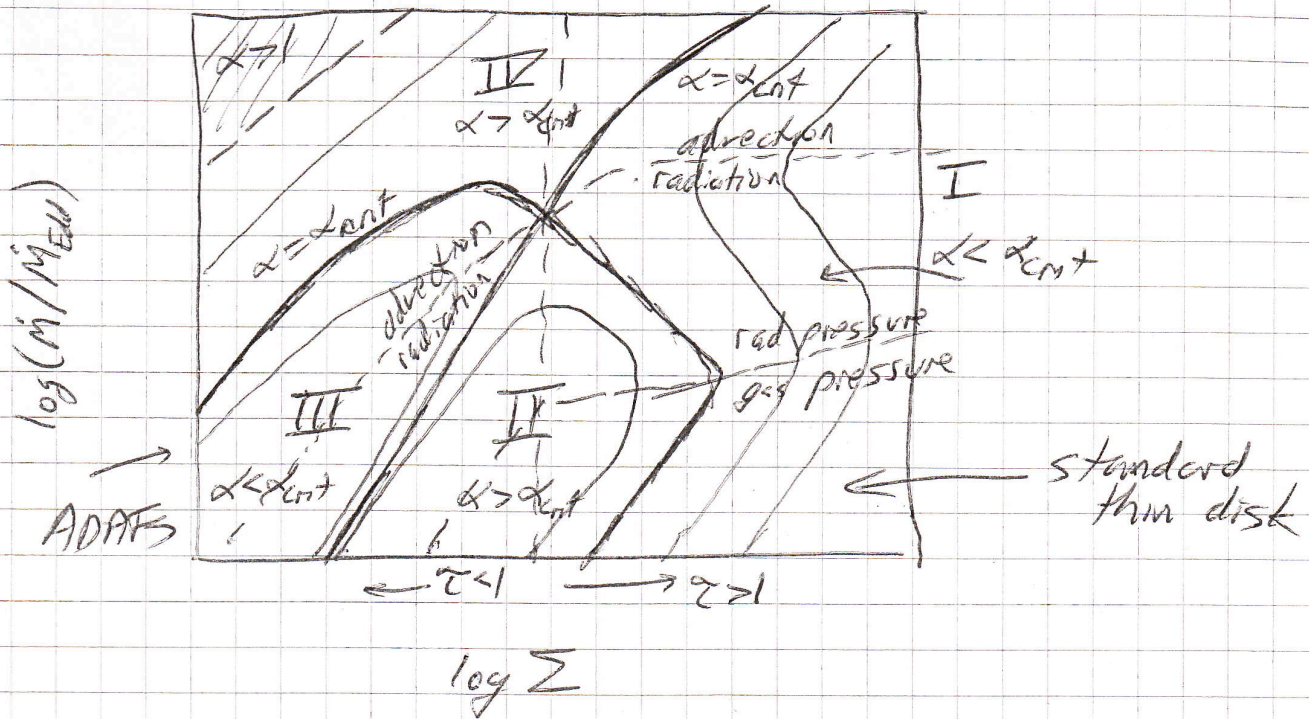 α>1
IV
α > α_crit
α = α_crit
advection
radiation
I
α < α_crit
α = α_crit
advection
radiation
log(Ṁ/Ṁ_Edd)
rad pressure
gas pressure
III
II
α < α_crit
α > α_crit
ADAFs
standard
thin disk
← τ<1 → τ>1
log Σ